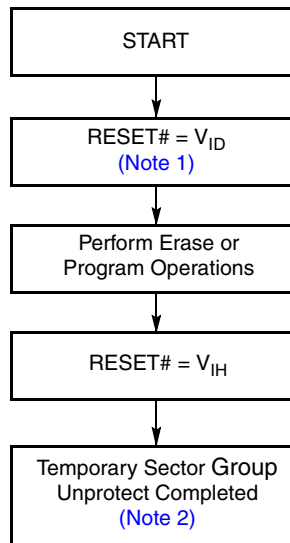 START
RESET# = VID
(Note 1)
Perform Erase or
Program Operations
RESET# = VIH
Temporary Sector Group
Unprotect Completed
(Note 2)